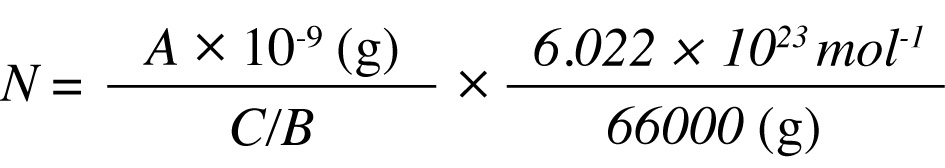 N = A × 10⁻⁹ (g) / C/B × 6.022 × 10²³ mol⁻¹ / 66000 (g)